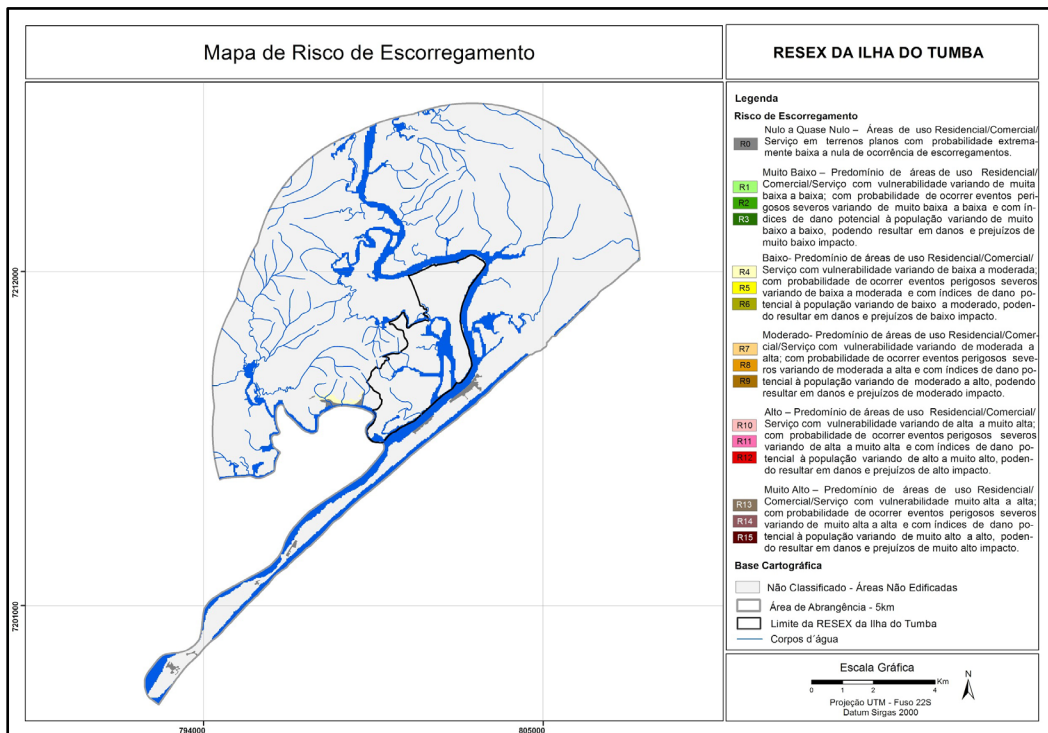 Mapa de Risco de Escorregamento
RESEX DA ILHA DO TUMBA
7212000
7201000
794000
805000
Legenda
Risco de Escorregamento
R0
Nulo a Quase Nulo – Áreas de uso Residencial/Comercial/
Serviço em terrenos planos com probabilidade extrema-
mente baixa a nula de ocorrência de escorregamentos.
R1
R2
R3
Muito Baixo – Predomínio de áreas de uso Residencial/
Comercial/Serviço com vulnerabilidade variando de muita
baixa a baixa; com probabilidade de ocorrer eventos peri-
gosos severos variando de muito baixa a baixa e com ín-
dices de dano potencial à população variando de muito
baixo a baixo, podendo resultar em danos e prejuízos de
muito baixo impacto.
R4
R5
R6
Baixo- Predomínio de áreas de uso Residencial/Comercial/
Serviço com vulnerabilidade variando de baixa a moderada;
com probabilidade de ocorrer eventos perigosos severos
variando de baixa a moderada e com índices de dano po-
tencial à população variando de baixo a moderado, poden-
do resultar em danos e prejuízos de baixo impacto.
R7
R8
R9
Moderado- Predomínio de áreas de uso Residencial/Comer-
cial/Serviço com vulnerabilidade variando de moderada a
alta; com probabilidade de ocorrer eventos perigosos seve-
ros variando de moderada a alta e com índices de dano po-
tencial à população variando de moderado a alto, podendo
resultar em danos e prejuízos de moderado impacto.
R10
R11
R12
Alto – Predomínio de áreas de uso Residencial/Comercial/
Serviço com vulnerabilidade variando de alta a muito alta;
com probabilidade de ocorrer eventos perigosos severos
variando de alta a muito alta e com índices de dano po-
tencial à população variando de alto a muito alto, poden-
do resultar em danos e prejuízos de alto impacto.
R13
R14
R15
Muito Alto – Predomínio de áreas de uso Residencial/
Comercial/Serviço com vulnerabilidade muito alta a alta;
com probabilidade de ocorrer eventos perigosos severos
variando de muito alta a alta e com índices de dano po-
tencial à população variando de muito alto a alto, poden-
do resultar em danos e prejuízos de muito alto impacto.
Base Cartográfica
Não Classificado - Áreas Não Edificadas
Área de Abrangência - 5km
Limite da RESEX da Ilha do Tumba
Corpos d´água
Escala Gráfica
Km
0 1 2 4
N
Projeção UTM - Fuso 22S
Datum Sirgas 2000